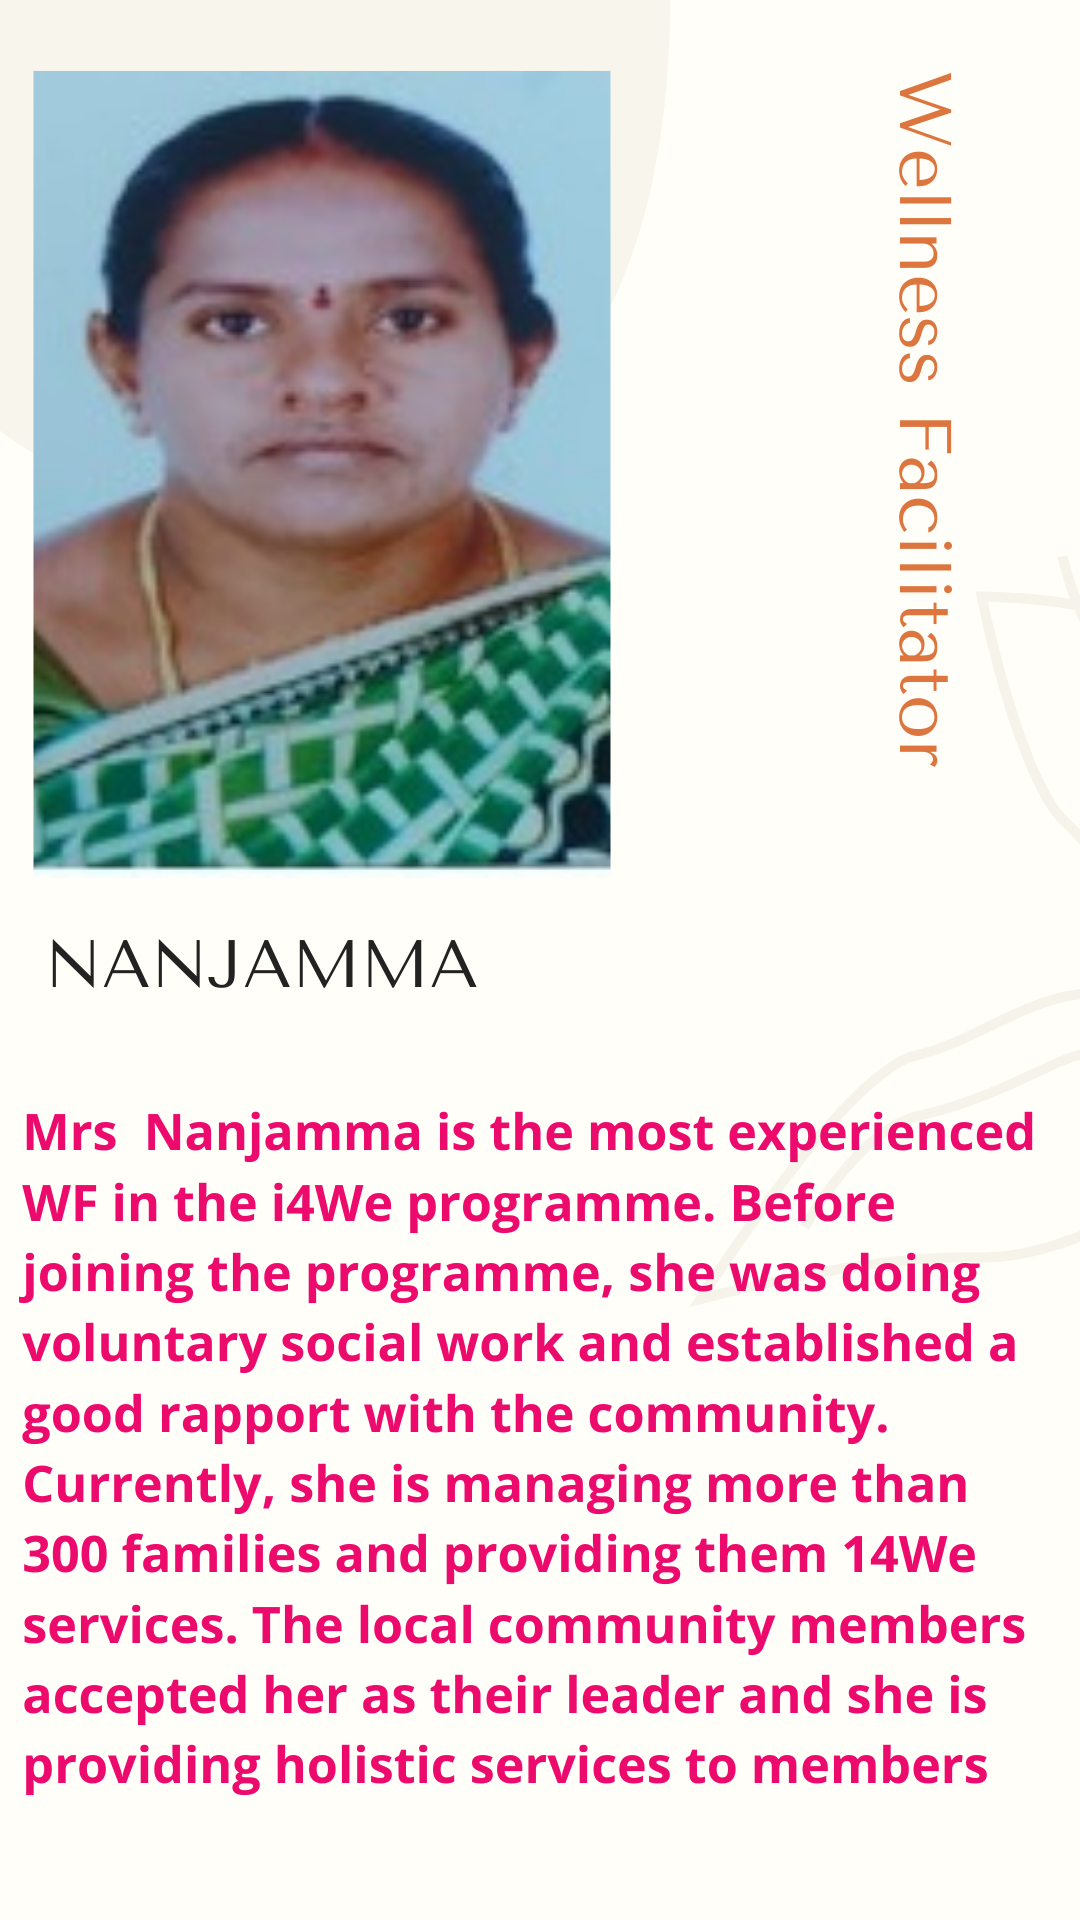 Wellness Facilitator
NANJAMMA
Mrs  Nanjamma is the most experienced
WF in the i4We programme. Before
joining the programme, she was doing
voluntary social work and established a
good rapport with the community.
Currently, she is managing more than
300 families and providing them 14We
services. The local community members
accepted her as their leader and she is
providing holistic services to members